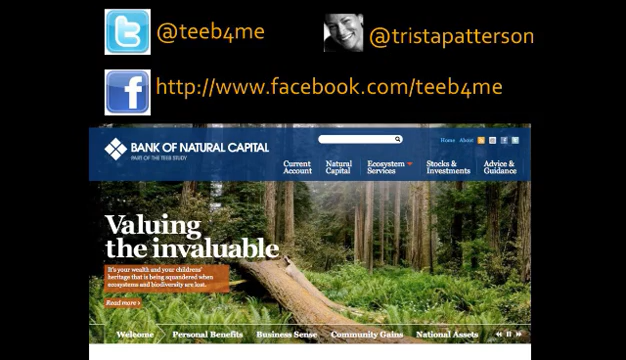 @teeb4me
@tristapatterson
http://www.facebook.com/teeb4me
BANK OF NATURAL CAPITAL
PART OF THE TEEB STUDY
Home About
Current Account
Natural Capital
Ecosystem Services
Stocks & Investments
Advice & Guidance
Valuing
the invaluable
It's your wealth and your childrens'
heritage that is being squandered when
ecosystems and biodiversity are lost.
Read more ›
Welcome Personal Benefits Business Sense Community Gains National Assets